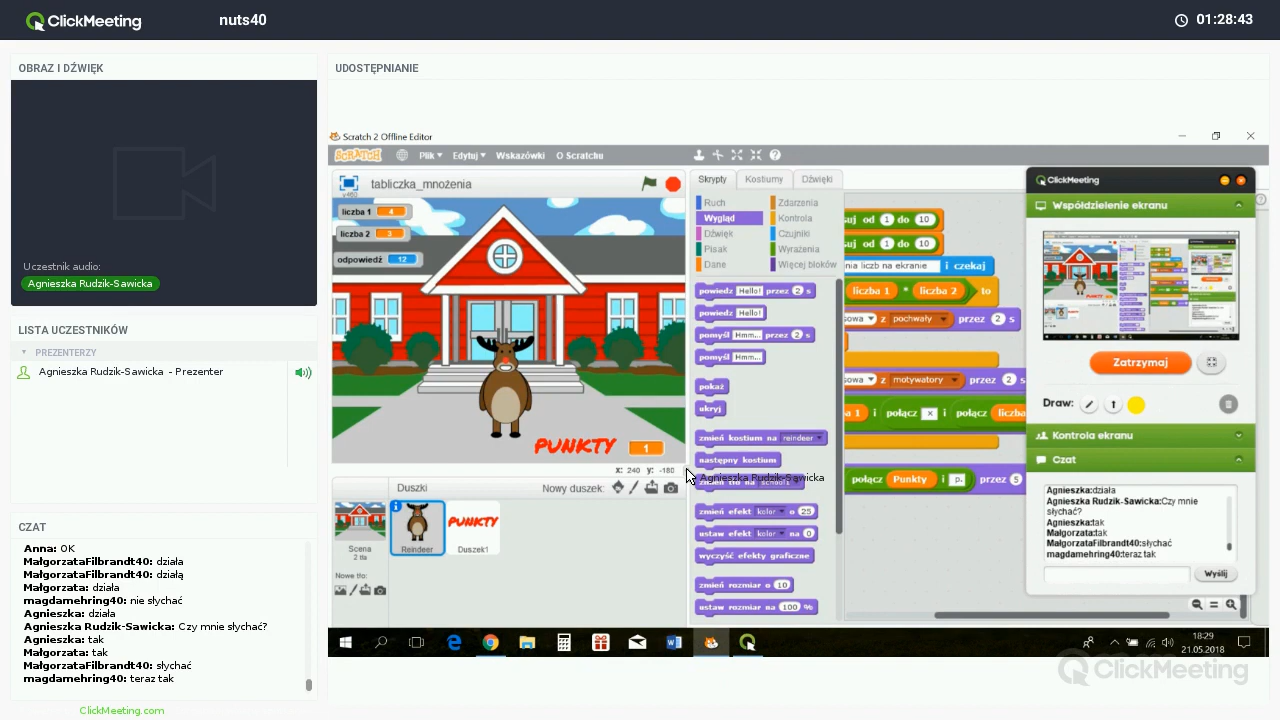 ClickMeeting
nuts40
01:28:43
OBRAZ I DŹWIĘK
Uczestnik audio:
Agnieszka Rudzik-Sawicka
LISTA UCZESTNIKÓW
PREZENTERZY
Agnieszka Rudzik-Sawicka - Prezenter
CZAT
Anna: OK
MałgorzataFilbrandt40: działa
MałgorzataFilbrandt40: działą
Małgorzata: działa
magdamehring40: nie słychać
Agnieszka: działa
Agnieszka Rudzik-Sawicka: Czy mnie słychać?
Agnieszka: tak
Małgorzata: tak
MałgorzataFilbrandt40: słychać
magdamehring40: teraz tak
ClickMeeting.com
UDOSTĘPNIANIE
Scratch 2 Offline Editor
SCRATCH
Plik
Edytuj
Wskazówki
O Scratchu
tabliczka_mnożenia
v460
liczba 1 4
liczba 2 3
odpowiedź 12
PUNKTY 1
x: 240 y: -180
Duszki
Nowy duszek:
Scena
2 tła
Nowe tło:
Reindeer
PUNKTY
Duszek1
Skrypty
Kostiumy
Dźwięki
Ruch
Wygląd
Dźwięk
Pisak
Dane
Zdarzenia
Kontrola
Czujniki
Wyrażenia
Więcej bloków
powiedz Hello! przez 2 s
powiedz Hello!
pomyśl Hmm... przez 2 s
pomyśl Hmm...
pokaż
ukryj
zmień kostium na reindeer
następny kostium
Agnieszka Rudzik-Sawicka
zmień efekt kolor o 25
ustaw efekt kolor na 0
wyczyść efekty graficzne
zmień rozmiar o 10
ustaw rozmiar na 100 %
suj od 1 do 10
suj od 1 do 10
nia liczb na ekranie i czekaj
liczba 1 * liczba 2 to
sowa z pochwały przez 2 s
sowa z motywatory przez 2 s
a 1 i połącz x i połącz liczba
połącz Punkty i p. przez 5
ClickMeeting
Współdzielenie ekranu
Zatrzymaj
Draw:
Kontrola ekranu
Czat
Agnieszka:działa
Agnieszka Rudzik-Sawicka:Czy mnie
słychać?
Agnieszka:tak
Małgorzata:tak
MałgorzataFilbrandt40:słychać
magdamehring40:teraz tak
Wyślij
18:29
21.05.2018
ClickMeeting